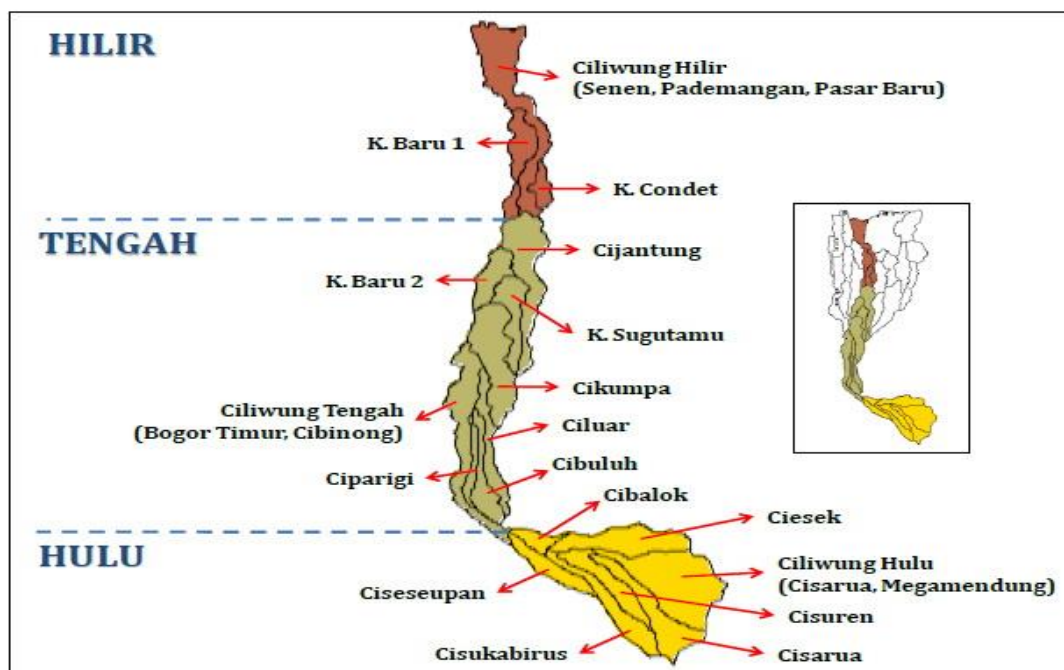 HILIR
Ciliwung Hilir
(Senen, Pademangan, Pasar Baru)
K. Baru 1
K. Condet
TENGAH
Cijantung
K. Baru 2
K. Sugutamu
Cikumpa
Ciliwung Tengah
(Bogor Timur, Cibinong)
Ciluar
Ciparigi
Cibuluh
Cibalok
HULU
Ciesek
Ciliwung Hulu
(Cisarua, Megamendung)
Ciseseupan
Cisuren
Cisukabirus
Cisarua